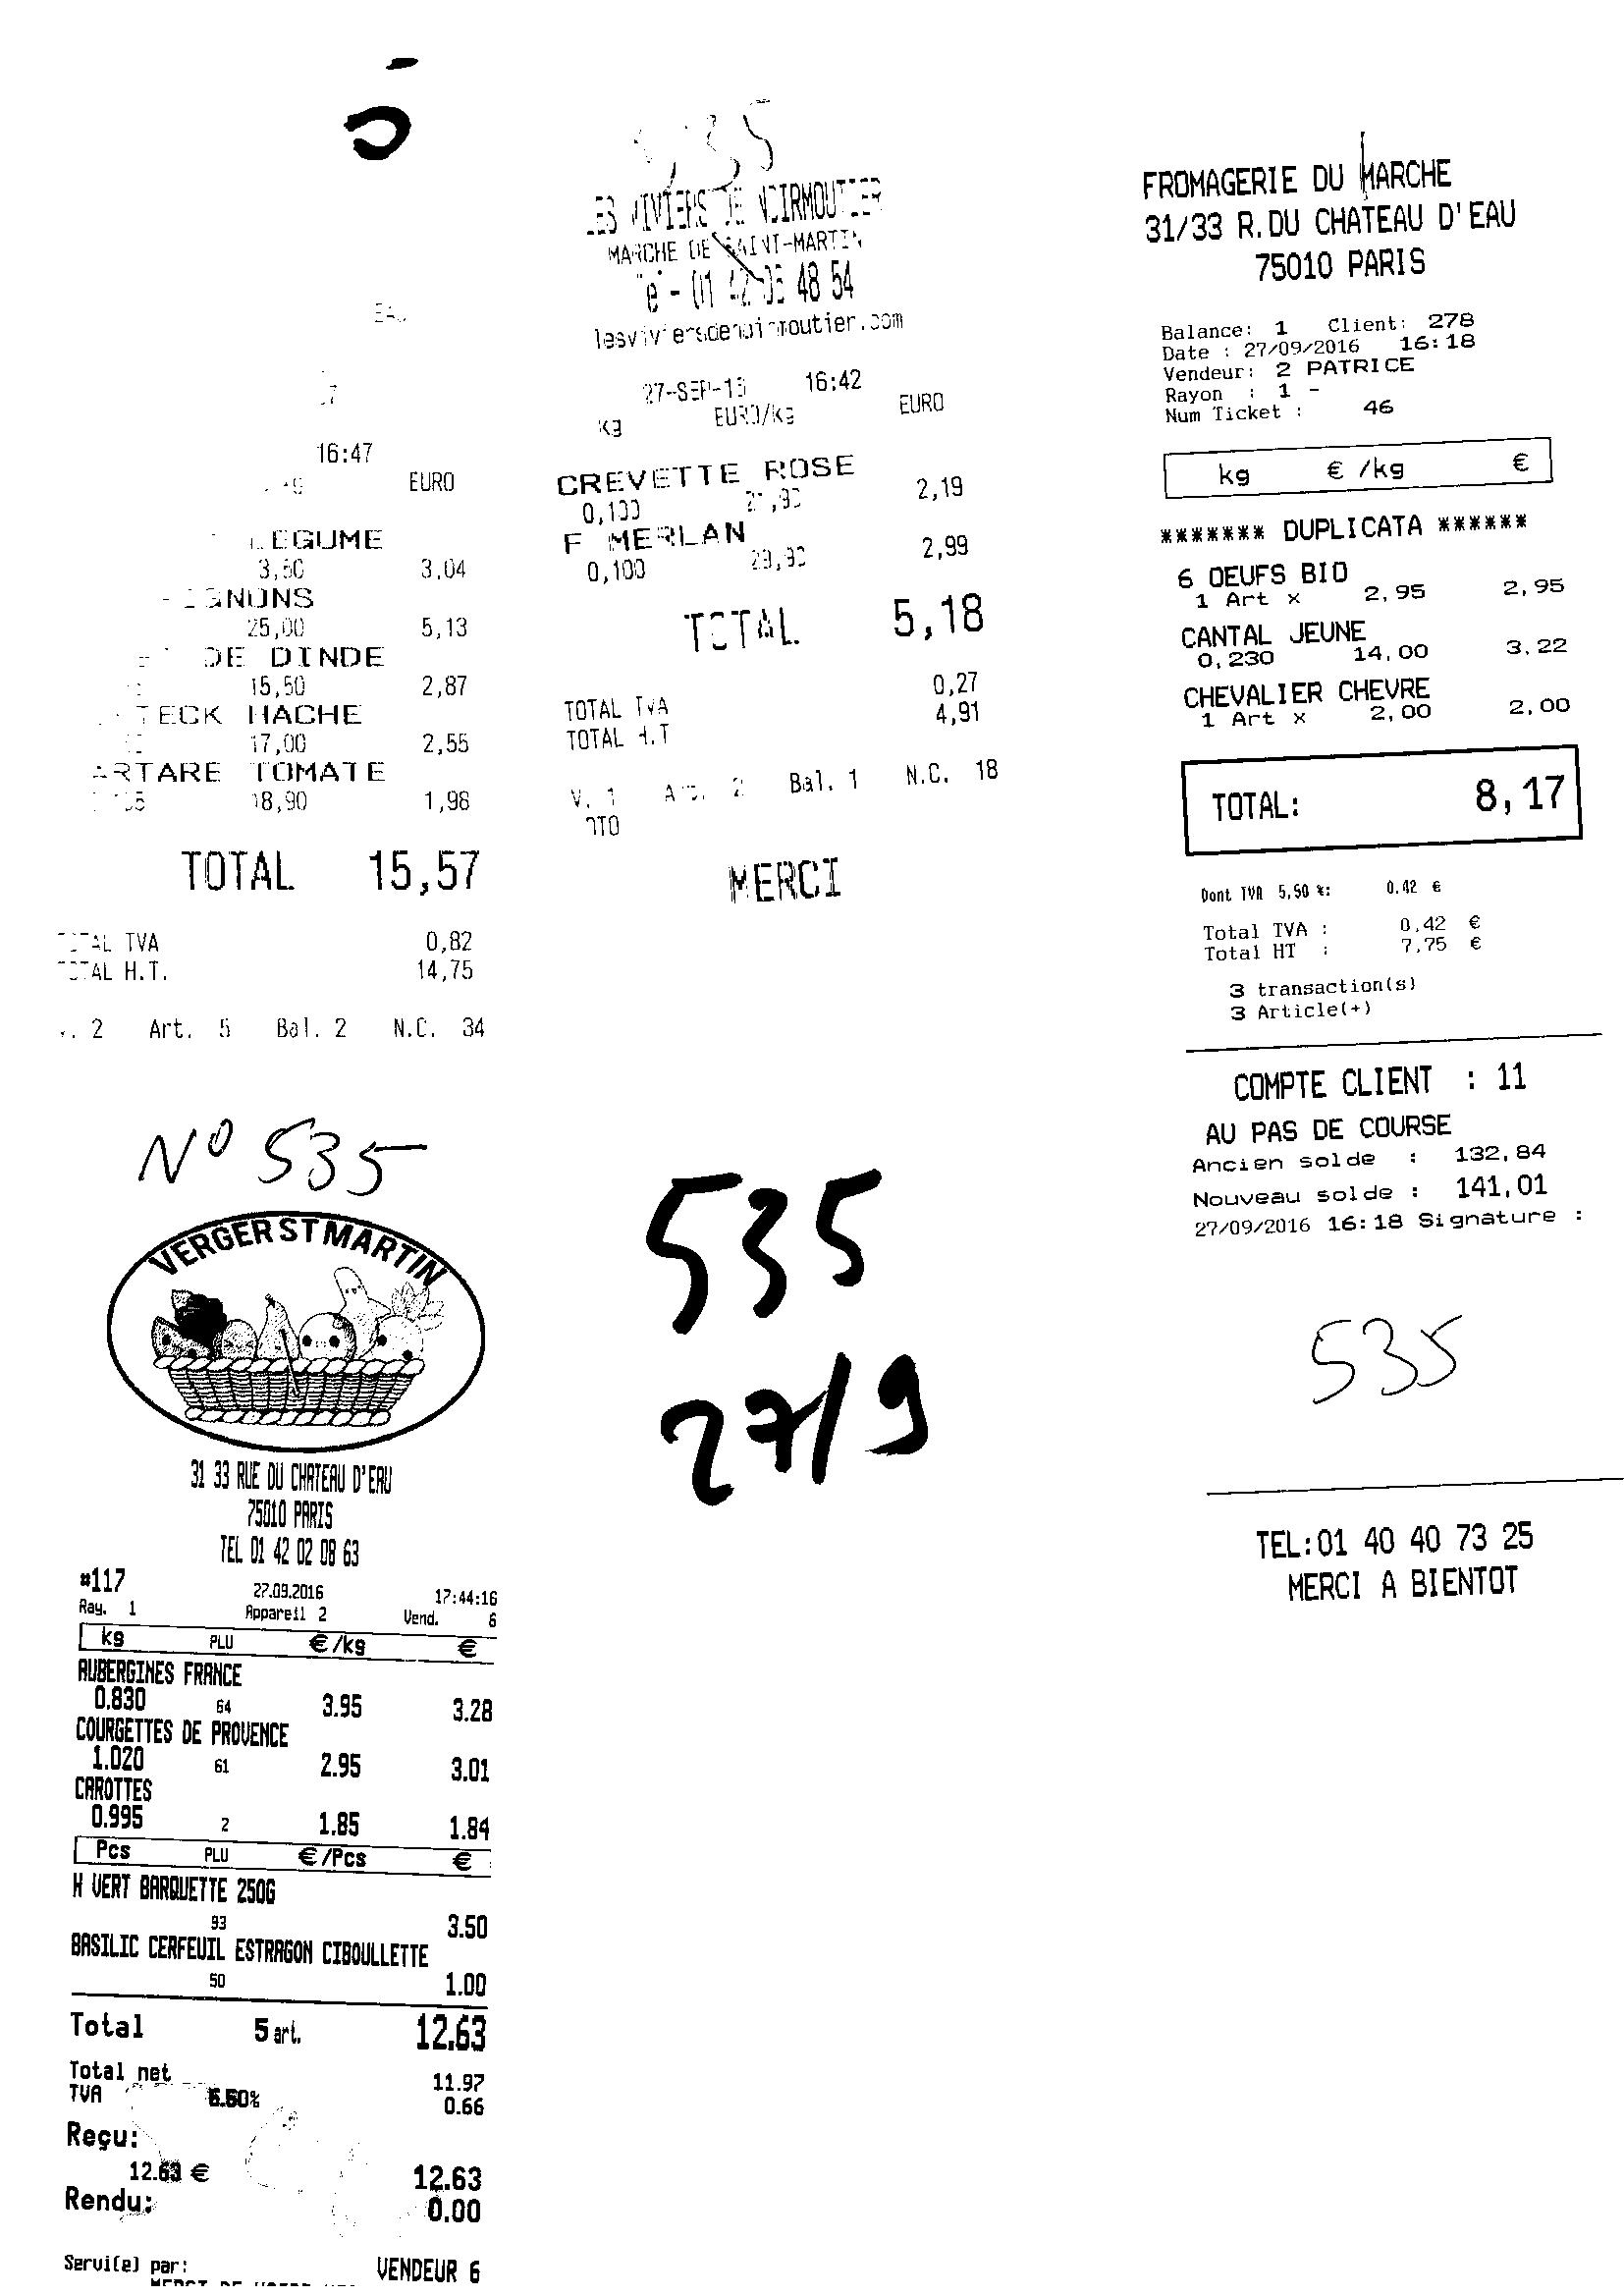 EAU
16:47
EURO
LEGUME
3,50 3,04
25,00 5,13
DE DINDE
15,50 2,87
HACHE
17,00 2,55
TOMATE
18,90 1,98
TOTAL 15,57
TOTAL TVA 0,82
TOTAL H.T. 14,75
V. 2 Art. 5 Bal. 2 N.C. 34
N° 535
VERGER ST MARTIN
31 33 RUE DU CHATEAU D'EAU
75010 PARIS
TEL 01 42 02 08 63
#117 27.09.2016 17:44:16
Ray. 1 Appareil 2 Vend. 6
kg PLU €/kg €
AUBERGINES FRANCE
0.830 64 3.95 3.28
COURGETTES DE PROVENCE
1.020 61 2.95 3.01
CAROTTES
0.995 2 1.85 1.84
Pcs PLU €/Pcs €
H VERT BARQUETTE 250G
93 3.50
BASILIC CERFEUIL ESTRAGON CIBOULLETTE
50 1.00
Total 5 art. 12.63
Total net 11.97
TVA 5.50% 0.66
Reçu:
12.63 € 12.63
Rendu: 0.00
Servi(e) par: VENDEUR 6
535
LES VIVIERS DE NOIRMOUTIER
MARCHE DE SAINT-MARTIN
48 54
lesviviersdenoirmoutier.com
27-SEP-16 16:42
kg EURO/kg EURO
CREVETTE ROSE
0,100 21,90 2,19
F MERLAN
0,100 29,90 2,99
TOTAL 5,18
TOTAL TVA 0,27
TOTAL H.T 4,91
V. 1 Art. 2 Bal. 1 N.C. 18
OTO
MERCI
535
27/9
FROMAGERIE DU MARCHE
31/33 R.DU CHATEAU D'EAU
75010 PARIS
Balance: 1 Client: 278
Date : 27/09/2016 16:18
Vendeur: 2 PATRICE
Rayon : 1 -
Num Ticket : 46
kg €/kg €
******* DUPLICATA ******
6 OEUFS BIO
1 Art x 2,95 2,95
CANTAL JEUNE
0,230 14,00 3,22
CHEVALIER CHEVRE
1 Art x 2,00 2,00
TOTAL: 8,17
Dont TVA 5,50 %: 0.42 €
Total TVA : 0,42 €
Total HT : 7,75 €
3 transaction(s)
3 Article(+)
COMPTE CLIENT : 11
AU PAS DE COURSE
Ancien solde : 132,84
Nouveau solde : 141,01
27/09/2016 16:18 Signature :
535
TEL:01 40 40 73 25
MERCI A BIENTOT